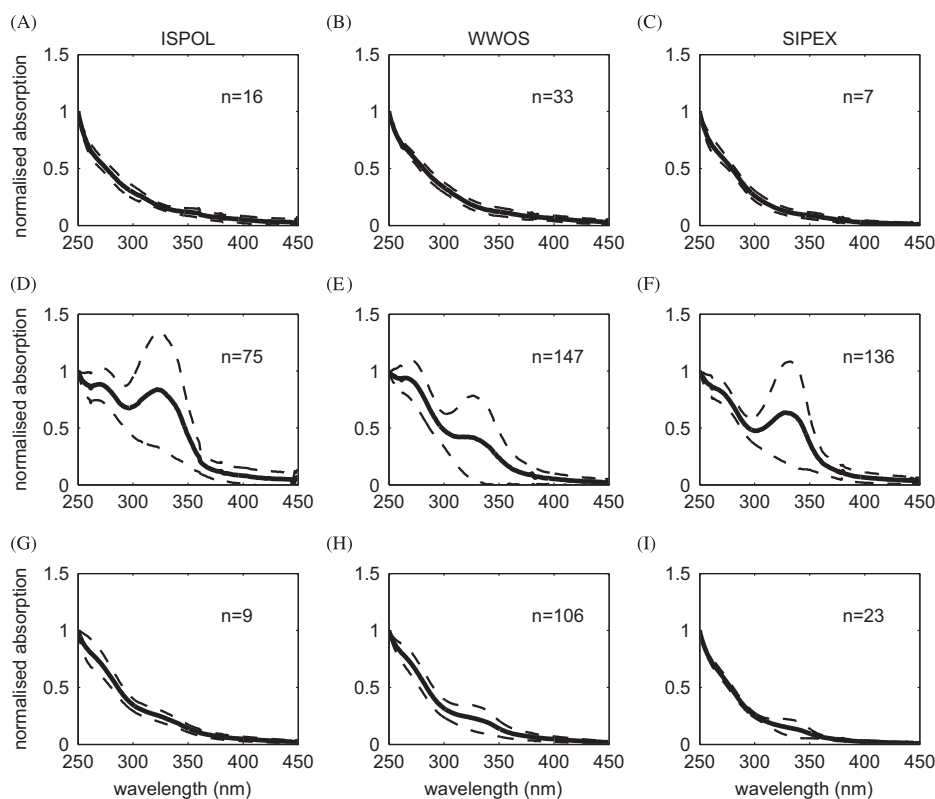 (A) (B) (C)
ISPOL WWOS SIPEX
1.5 1.5 1.5
n=16 n=33 n=7
1 1 1
0.5 0.5 0.5
0 0 0
250 300 350 400 450 250 300 350 400 450 250 300 350 400 450
normalised absorption
(D) (E) (F)
1.5 1.5 1.5
n=75 n=147 n=136
1 1 1
0.5 0.5 0.5
0 0 0
250 300 350 400 450 250 300 350 400 450 250 300 350 400 450
normalised absorption
(G) (H) (I)
1.5 1.5 1.5
n=9 n=106 n=23
1 1 1
0.5 0.5 0.5
0 0 0
250 300 350 400 450 250 300 350 400 450 250 300 350 400 450
normalised absorption
wavelength (nm) wavelength (nm) wavelength (nm)